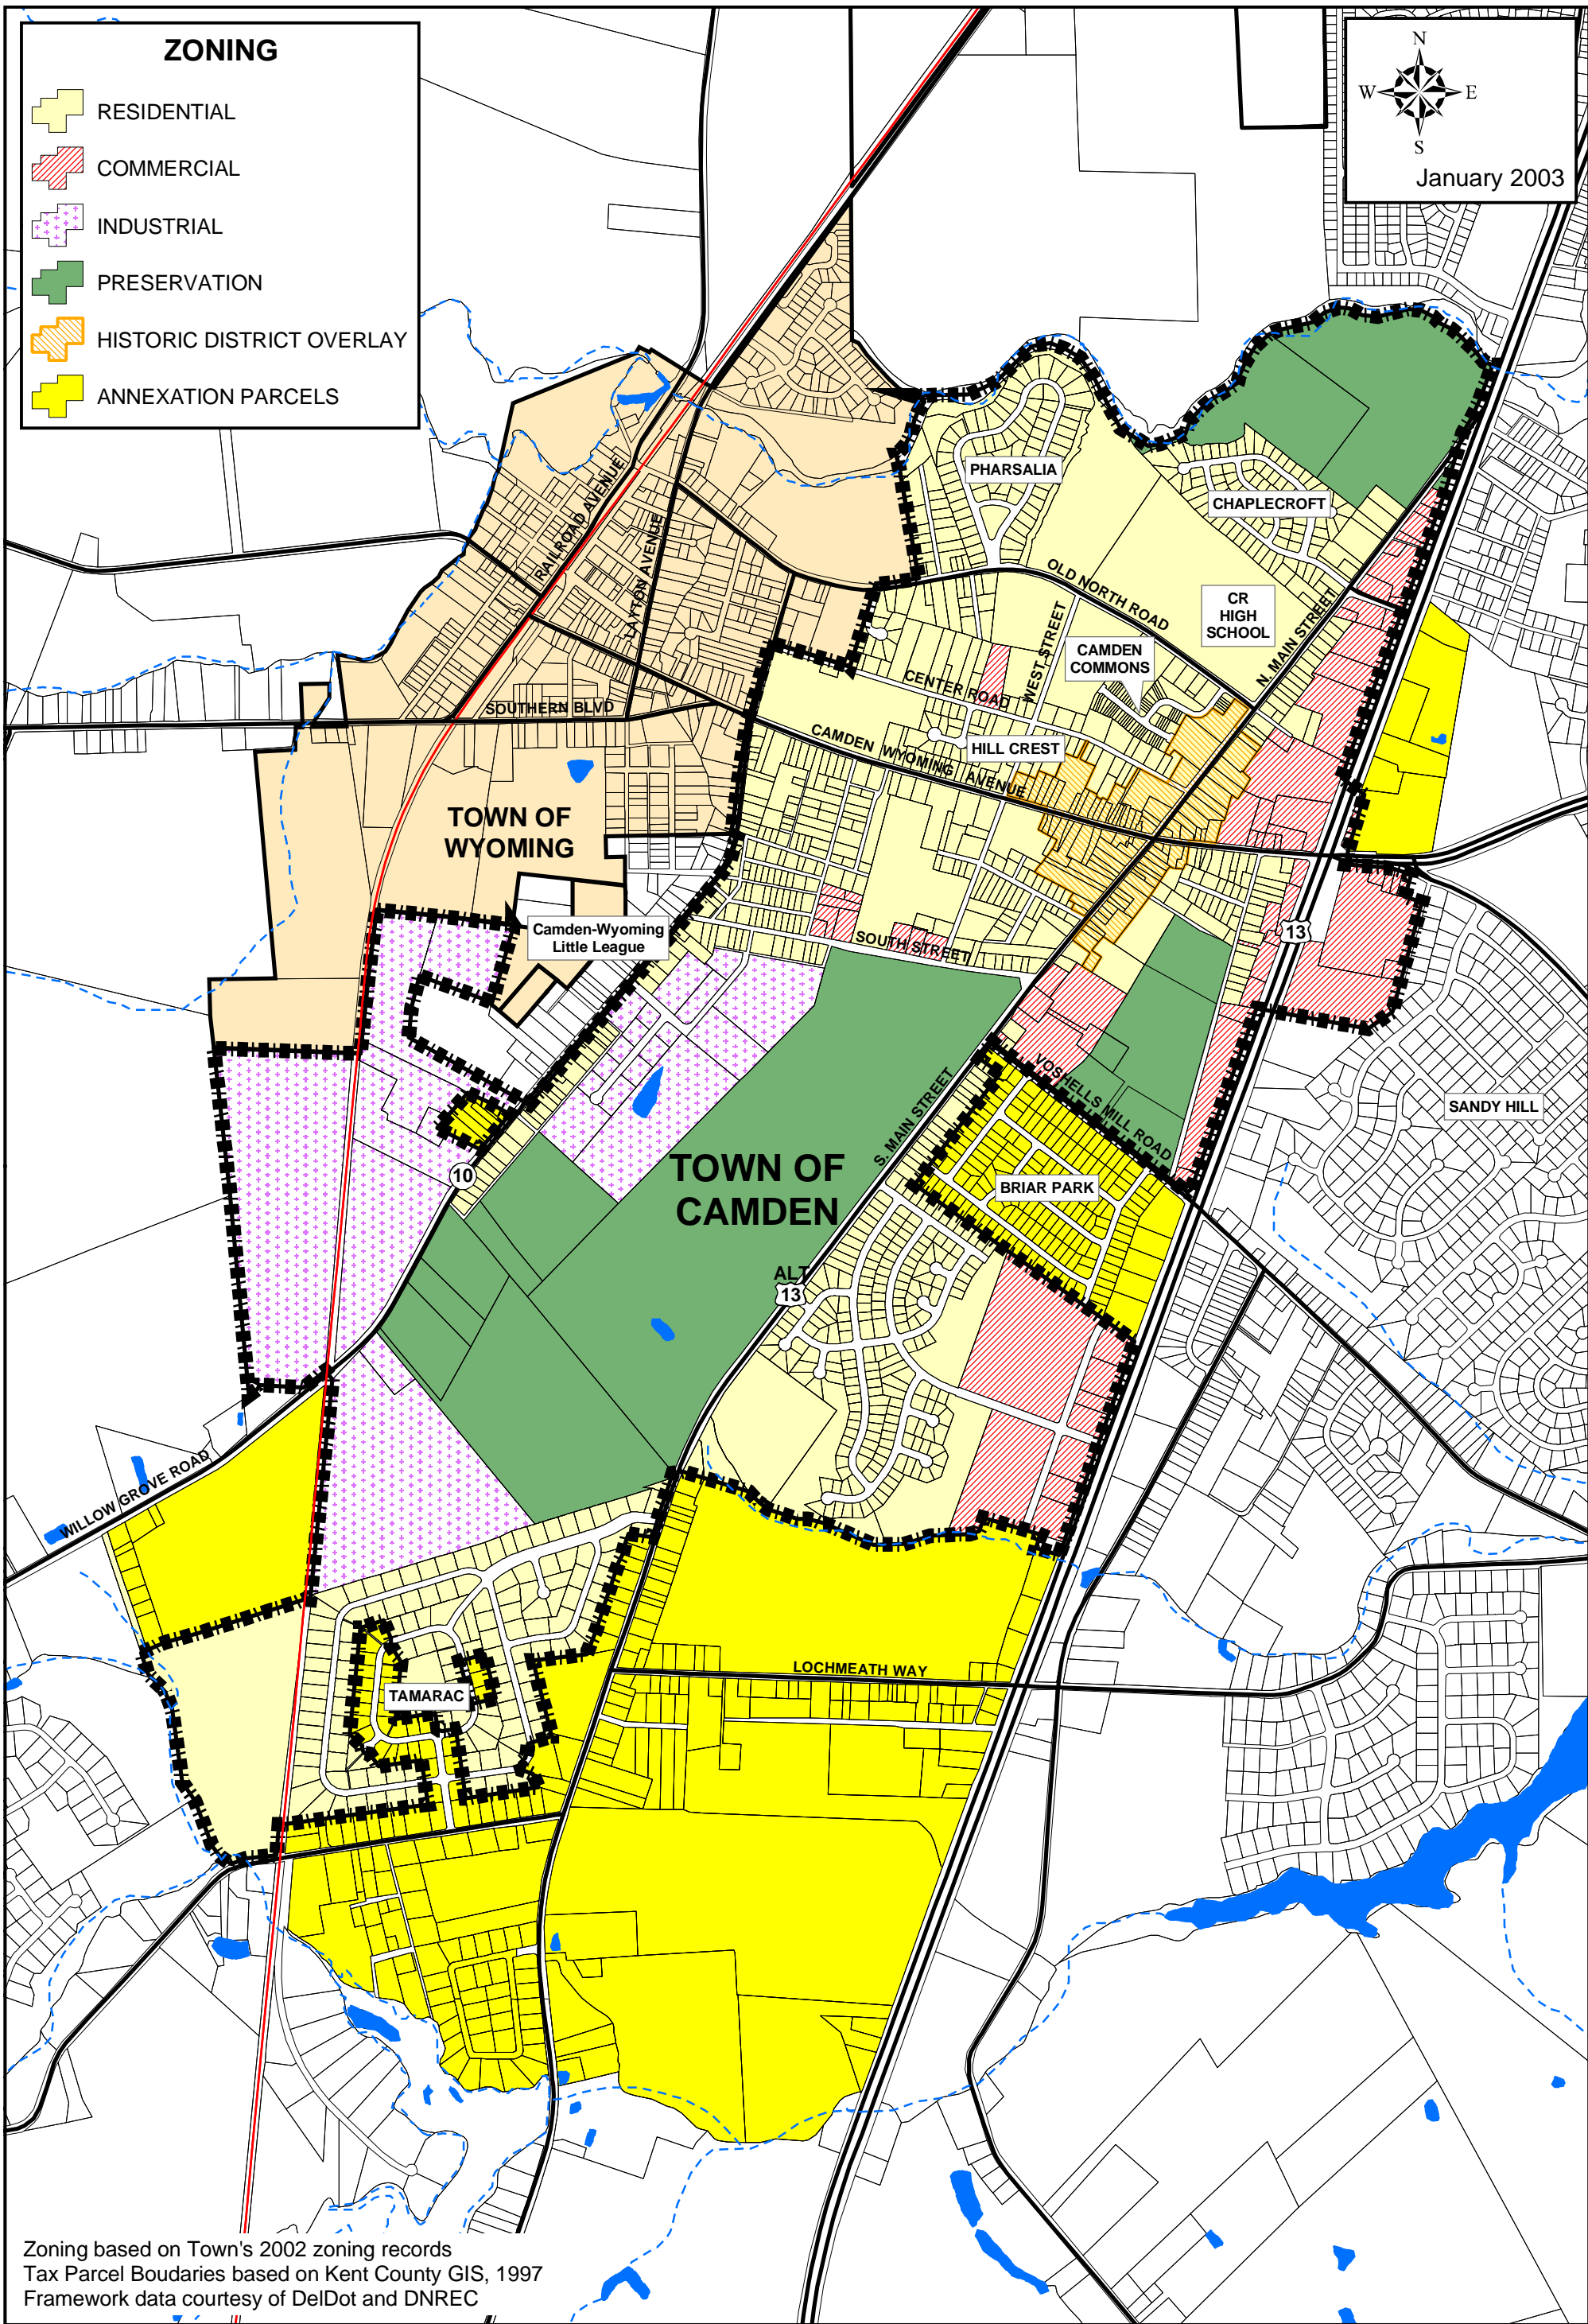 ZONING
RESIDENTIAL
COMMERCIAL
INDUSTRIAL
PRESERVATION
HISTORIC DISTRICT OVERLAY
ANNEXATION PARCELS
N
W
E
S
January 2003
PHARSALIA
CHAPLECROFT
RAILROAD AVENUE
LAYTON AVENUE
OLD NORTH ROAD
CR
HIGH
SCHOOL
WEST STREET
CAMDEN
COMMONS
N. MAIN STREET
CENTER ROAD
SOUTHERN BLVD
HILL CREST
CAMDEN WYOMING AVENUE
TOWN OF
WYOMING
Camden-Wyoming
Little League
SOUTH STREET
13
VOSHELLS MILL ROAD
SANDY HILL
S. MAIN STREET
10
TOWN OF
CAMDEN
BRIAR PARK
ALT
13
WILLOW GROVE ROAD
LOCHMEATH WAY
TAMARAC
Zoning based on Town's 2002 zoning records
Tax Parcel Boudaries based on Kent County GIS, 1997
Framework data courtesy of DelDot and DNREC